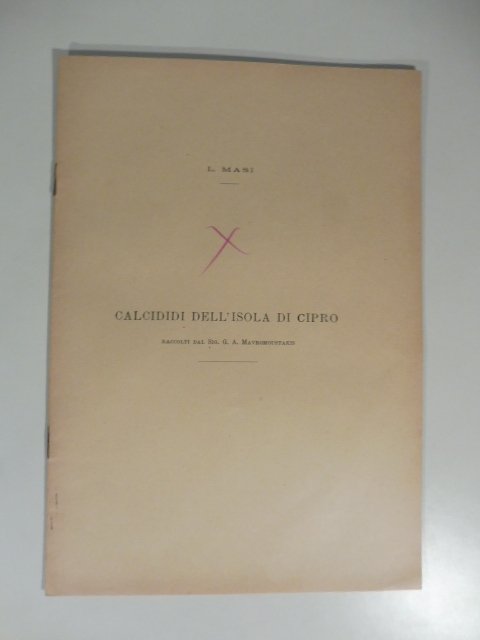 L. MASI
CALCIDIDI DELL'ISOLA DI CIPRO
RACCOLTI DAL SIG. G. A. MAVROMOUSTAKIS